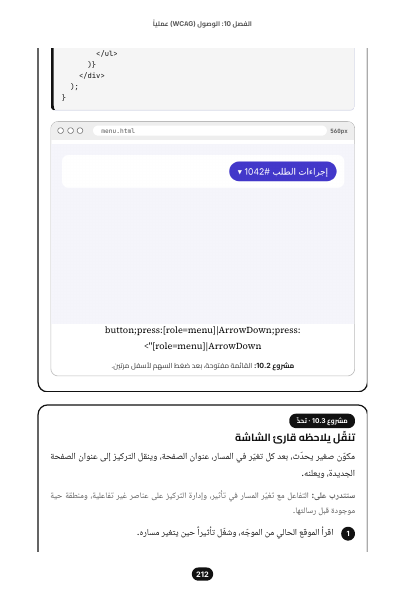 الفصل 10: الوصول (WCAG) عملياً
</ol>
)}
</div>
);
}
menu.html
560px
إجراءات الطلب #1042 ▾
button;press:[role=menu]|ArrowDown;press:
<"[role=menu]|ArrowDown
مشروع 10.2: القائمة مفتوحة، بعد ضغط السهم لأسفل مرتين.
مشروع 10.3 · تحدٍّ
تنقّل يلاحظه قارئ الشاشة
مكوّن صغير يحدّث، بعد كل تغيّر في المسار، عنوان الصفحة، وينقل التركيز إلى عنوان الصفحة
الجديدة، ويعلنه.
ستتدرب على: التفاعل مع تغيّر المسار في تأثير، وإدارة التركيز على عناصر غير تفاعلية، ومنطقة حية
موجودة قبل رسالتها.
1 اقرأ الموقع الحالي من الموجّه، وشغّل تأثيراً حين يتغير مساره.
212